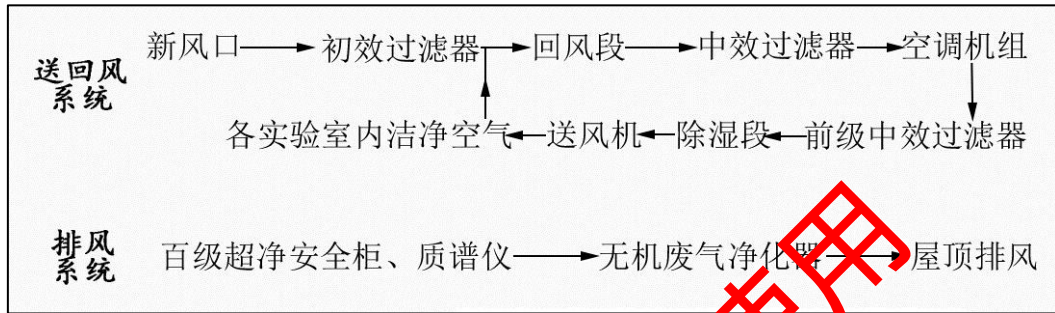 送回风系统
新风口 初效过滤器 回风段 中效过滤器 空调机组
各实验室内洁净空气 送风机 除湿段 前级中效过滤器
排风系统
百级超净安全柜、质谱仪 无机废气净化器 屋顶排风
用